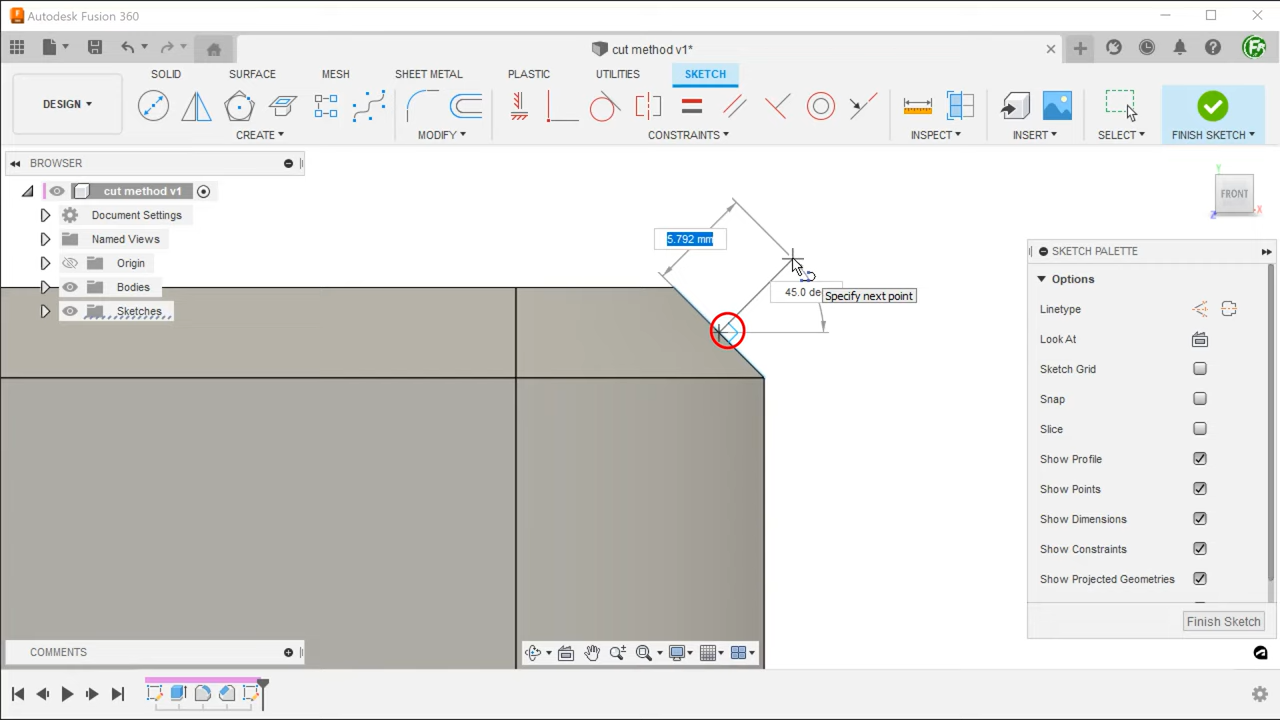 Autodesk Fusion 360
cut method v1*
DESIGN
SOLID SURFACE MESH SHEET METAL PLASTIC UTILITIES SKETCH
CREATE MODIFY CONSTRAINTS INSPECT INSERT SELECT FINISH SKETCH
BROWSER
cut method v1
Document Settings
Named Views
Origin
Bodies
Sketches
5.792 mm
45.0 de
Specify next point
FRONT
Y
X
Z
SKETCH PALETTE
Options
Linetype
Look At
Sketch Grid
Snap
Slice
Show Profile
Show Points
Show Dimensions
Show Constraints
Show Projected Geometries
Finish Sketch
COMMENTS